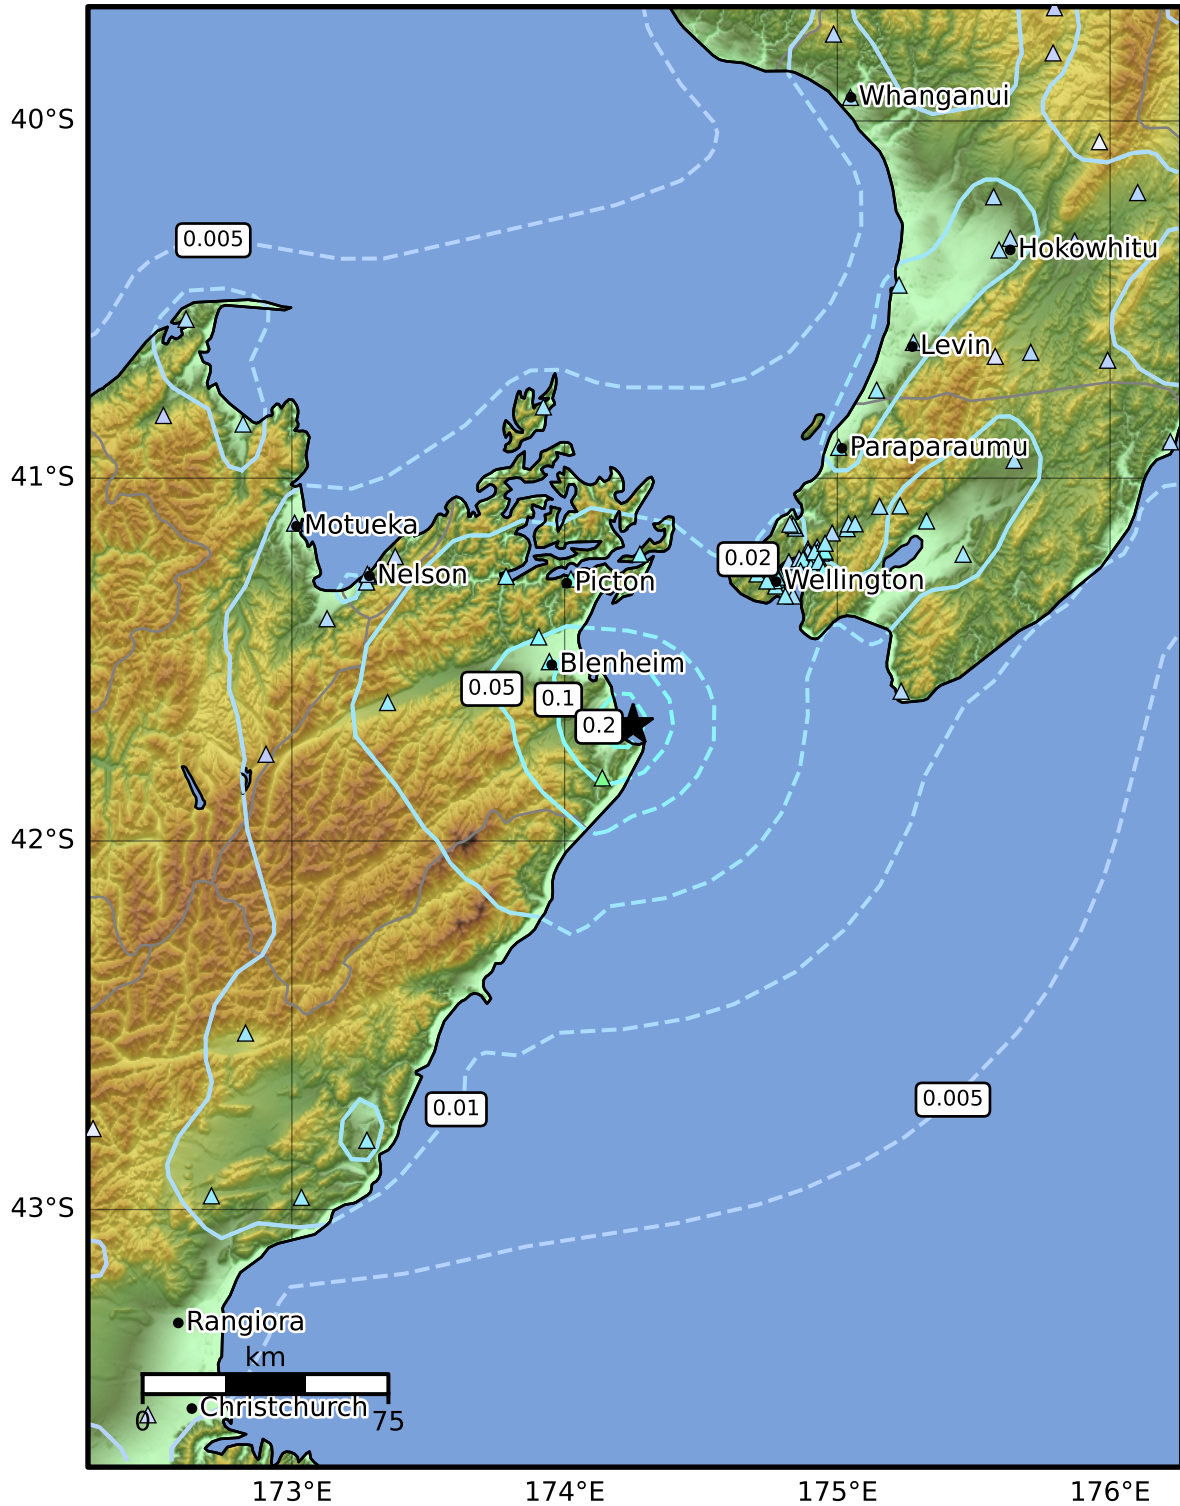 40°S
Whanganui
0.005
Hokowhitu
Levin
Paraparaumu
41°S
Motueka
0.02
Nelson
Picton
Wellington
Blenheim
0.05
0.1
0.2
42°S
0.005
0.01
43°S
Rangiora
km
Christchurch
0
75
173°E
174°E
175°E
176°E